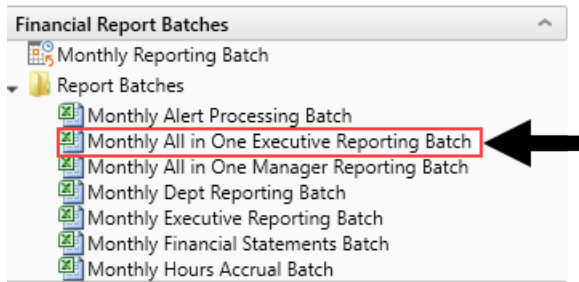 Financial Report Batches
Monthly Reporting Batch
Report Batches
Monthly Alert Processing Batch
Monthly All in One Executive Reporting Batch
Monthly All in One Manager Reporting Batch
Monthly Dept Reporting Batch
Monthly Executive Reporting Batch
Monthly Financial Statements Batch
Monthly Hours Accrual Batch